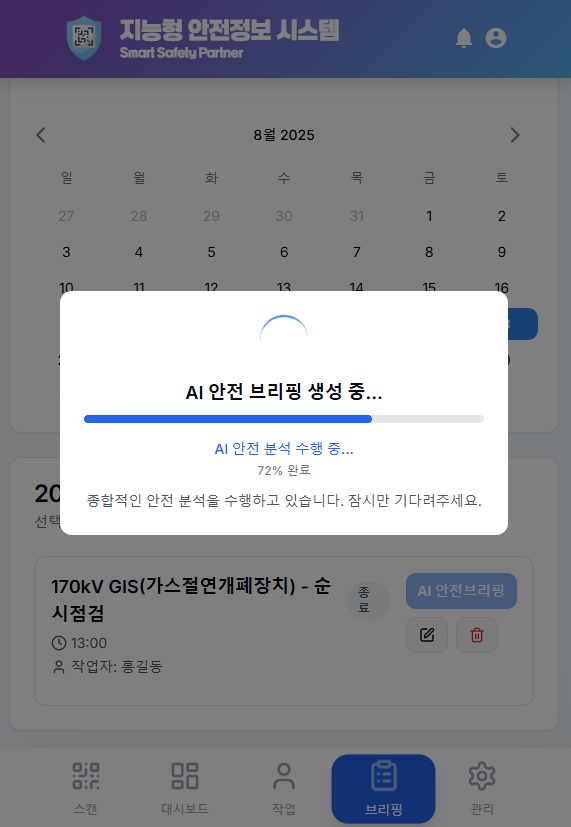 지능형 안전정보 시스템
Smart Safety Partner
8월 2025
일 월 화 수 목 금 토
27 28 29 30 31 1 2
3 4 5 6 7 8 9
10 11 12 13 14 15 16
AI 안전 브리핑 생성 중...
AI 안전 분석 수행 중...
72% 완료
종합적인 안전 분석을 수행하고 있습니다. 잠시만 기다려주세요.
20
선택
170kV GIS(가스절연개폐장치) - 순
시점검
종
료
AI 안전브리핑
13:00
작업자: 홍길동
스캔 대시보드 작업 브리핑 관리